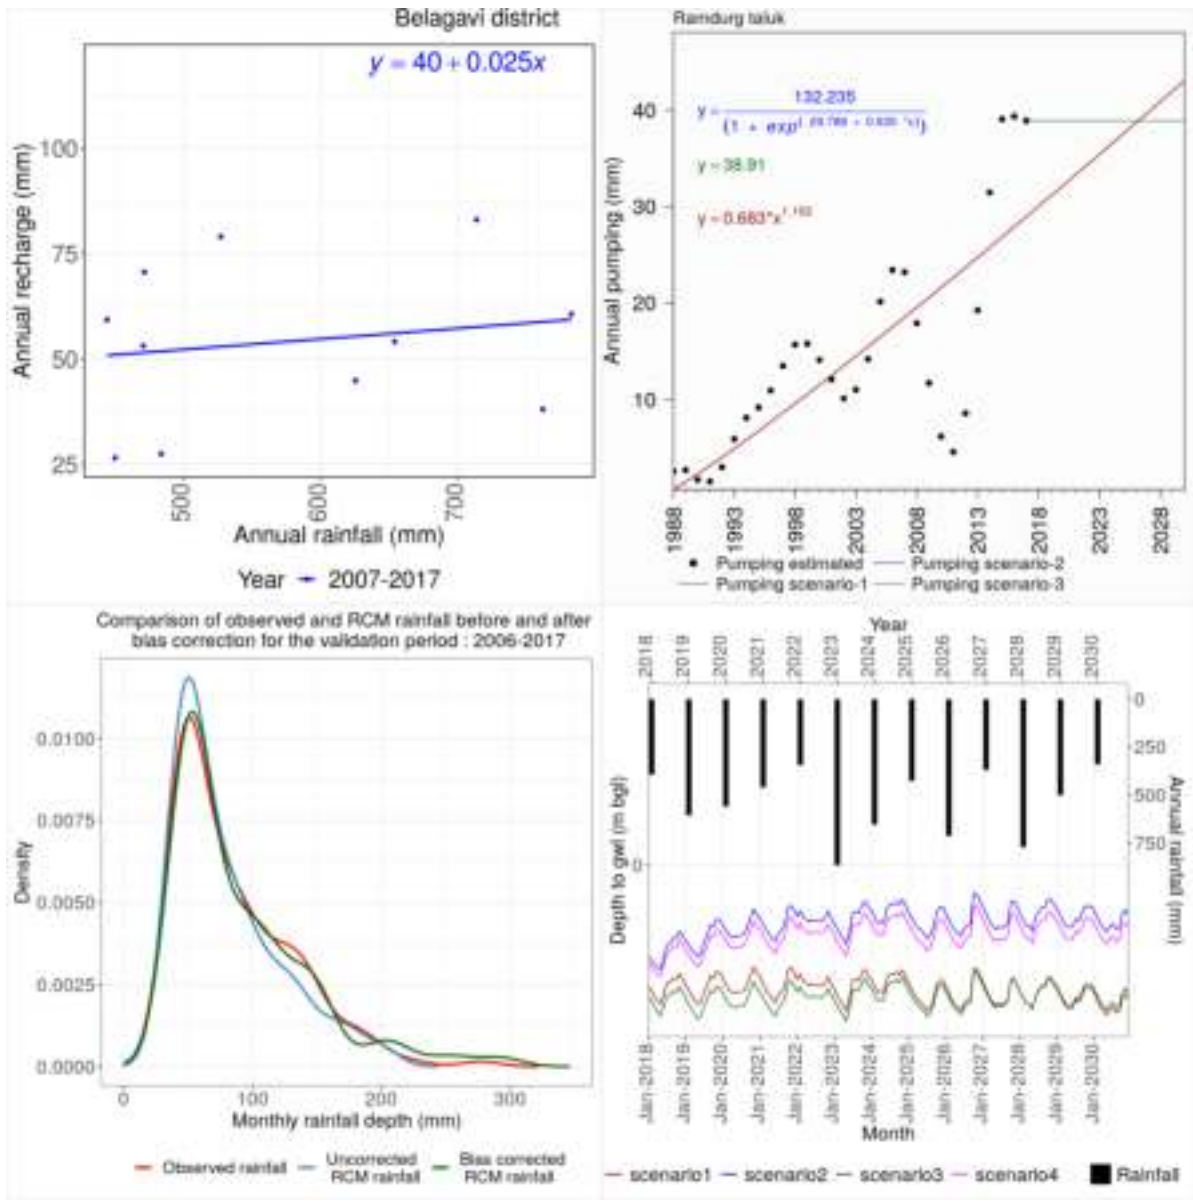 Belagavi district
y = 40 + 0.025x
Annual recharge (mm)
100
75
50
25
500
600
700
Annual rainfall (mm)
Year 2007-2017
Ramdurg taluk
y = 132.235
(1 + exp
y = 38.91
y = 0.683*x
Annual pumping (mm)
40
30
20
10
1988
1993
1998
2003
2008
2013
2018
2023
2028
Pumping estimated
Pumping scenario-2
Pumping scenario-1
Pumping scenario-3
Comparison of observed and RCM rainfall before and after
bias correction for the validation period : 2006-2017
Density
0.0100
0.0075
0.0050
0.0025
0.0000
0
100
200
300
Monthly rainfall depth (mm)
Observed rainfall
Uncorrected
RCM rainfall
Bias corrected
RCM rainfall
Year
2018
2019
2020
2021
2022
2023
2024
2025
2026
2027
2028
2029
2030
Depth to gwl (m bgl)
0
0
250
500
750
Annual rainfall (mm)
Jan-2018
Jan-2019
Jan-2020
Jan-2021
Jan-2022
Jan-2023
Jan-2024
Jan-2025
Jan-2026
Jan-2027
Jan-2028
Jan-2029
Jan-2030
Month
scenario1
scenario2
scenario3
scenario4
Rainfall